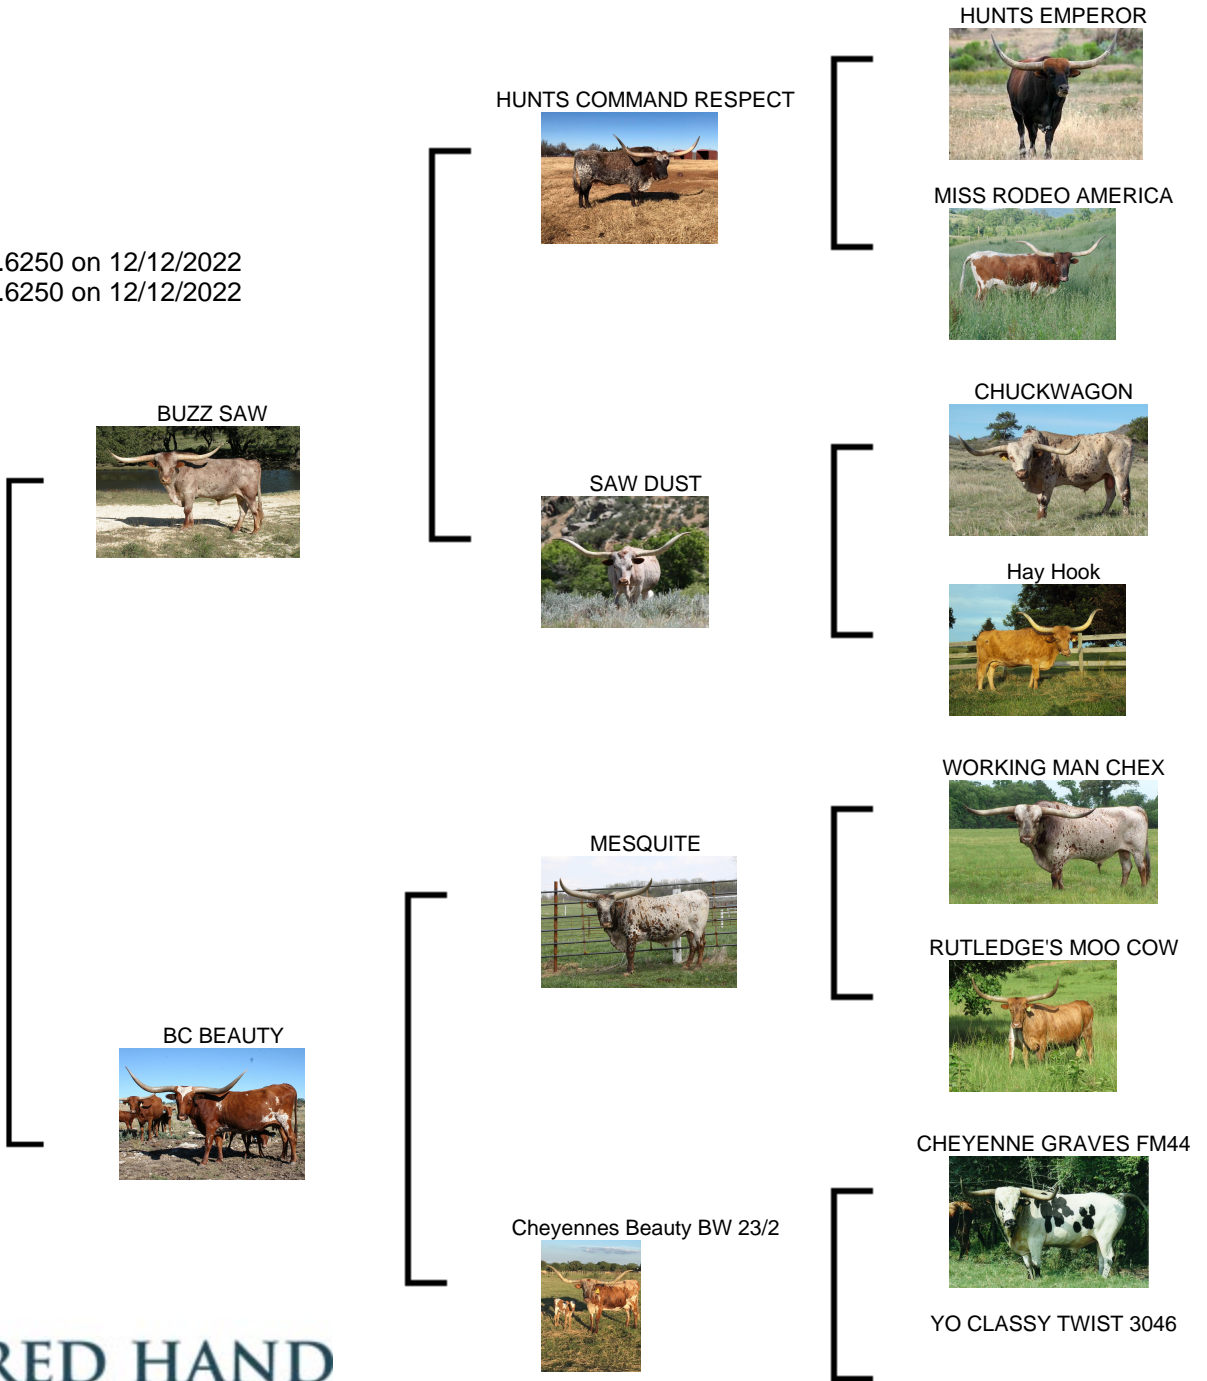 HUNTS EMPEROR
HUNTS COMMAND RESPECT
MISS RODEO AMERICA
.6250 on 12/12/2022
.6250 on 12/12/2022
CHUCKWAGON
BUZZ SAW
SAW DUST
Hay Hook
WORKING MAN CHEX
MESQUITE
RUTLEDGE'S MOO COW
BC BEAUTY
CHEYENNE GRAVES FM44
Cheyennes Beauty BW 23/2
YO CLASSY TWIST 3046
RED HAND